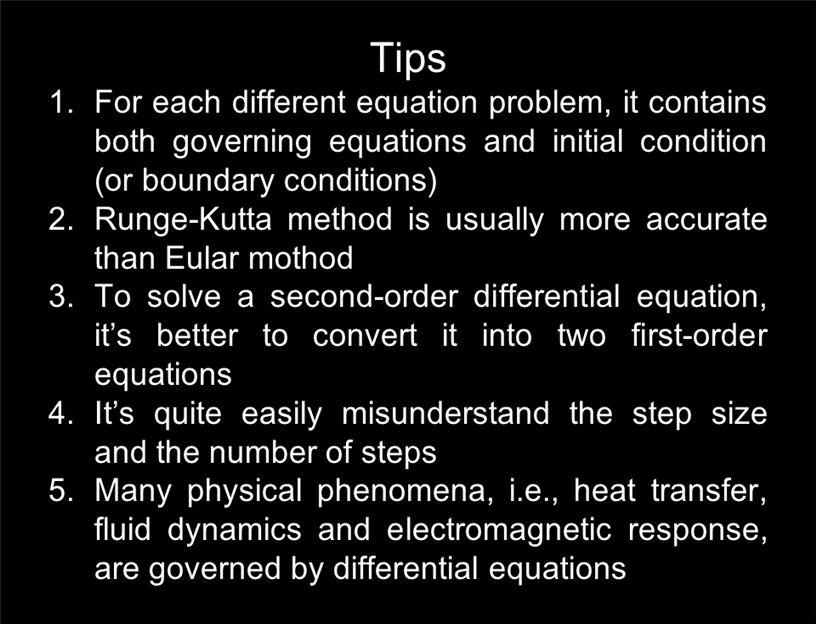 Tips
1. For each different equation problem, it contains
both governing equations and initial condition
(or boundary conditions)
2. Runge-Kutta method is usually more accurate
than Eular mothod
3. To solve a second-order differential equation,
it's better to convert it into two first-order
equations
4. It's quite easily misunderstand the step size
and the number of steps
5. Many physical phenomena, i.e., heat transfer,
fluid dynamics and electromagnetic response,
are governed by differential equations